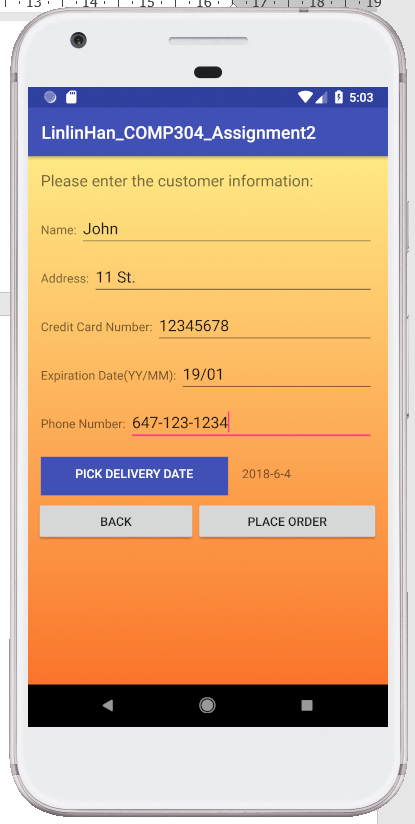 13 14 15 16 17 18 19
5:03
LinlinHan_COMP304_Assignment2
Please enter the customer information:
Name: John
Address: 11 St.
Credit Card Number: 12345678
Expiration Date(YY/MM): 19/01
Phone Number: 647-123-1234
PICK DELIVERY DATE 2018-6-4
BACK PLACE ORDER